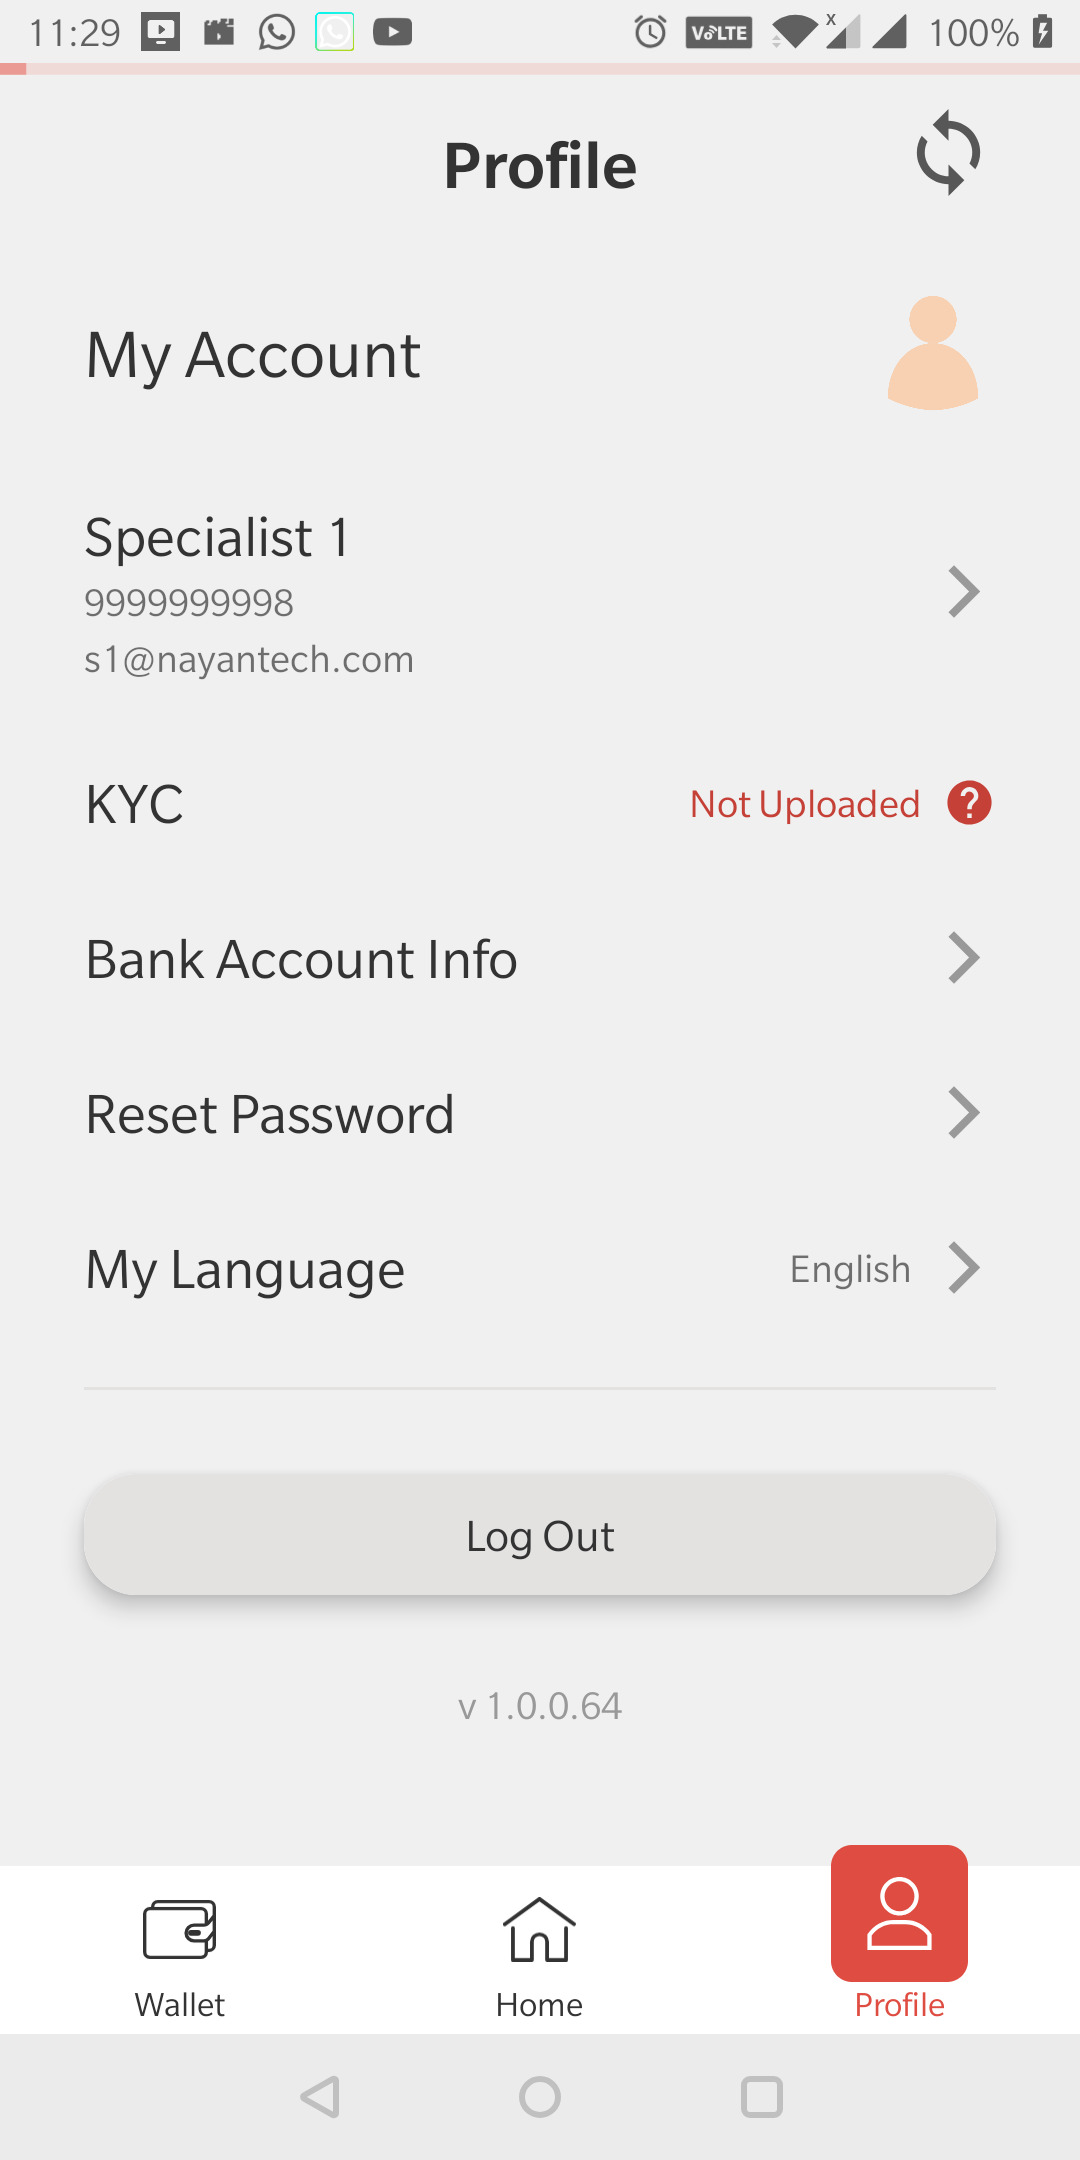 11:29
VoLTE
x
100%
Profile
My Account
Specialist 1
9999999998
s1@nayantech.com
KYC
Not Uploaded ?
Bank Account Info
Reset Password
My Language
English
Log Out
v 1.0.0.64
Wallet
Home
Profile